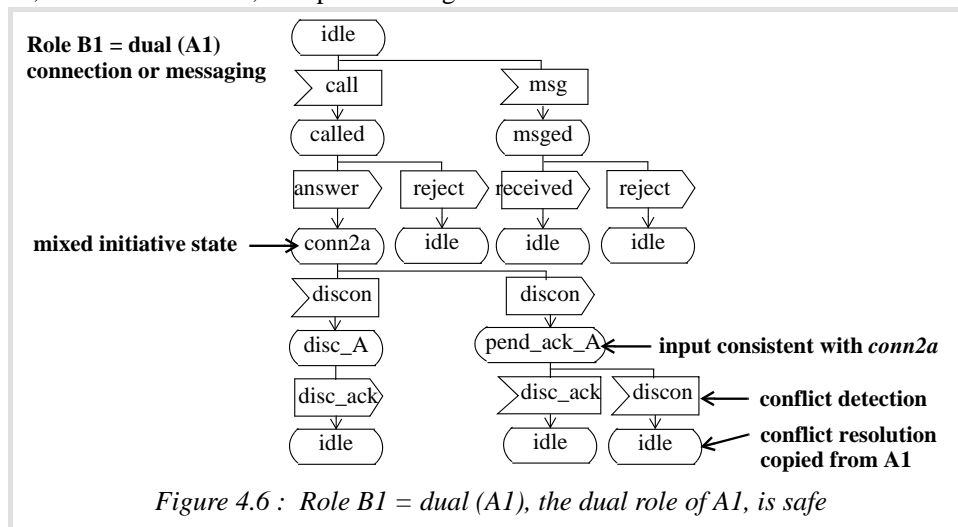 idle
Role B1 = dual (A1)
connection or messaging
call msg
called msged
answer reject received reject
mixed initiative state conn2a idle idle idle
discon discon
disc_A pend_ack_A input consistent with conn2a
disc_ack disc_ack discon conflict detection
idle idle idle conflict resolution
copied from A1
Figure 4.6 : Role B1 = dual (A1), the dual role of A1, is safe